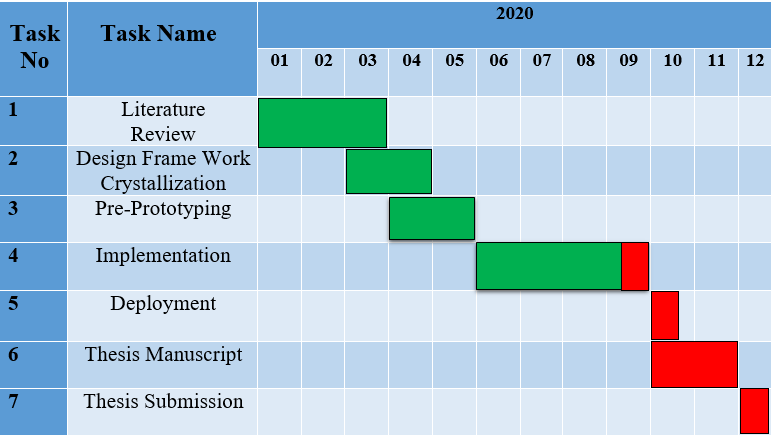 Task No
Task Name
2020
01 02 03 04 05 06 07 08 09 10 11 12
1 Literature
Review
2 Design Frame Work
Crystallization
3 Pre-Prototyping
4 Implementation
5 Deployment
6 Thesis Manuscript
7 Thesis Submission